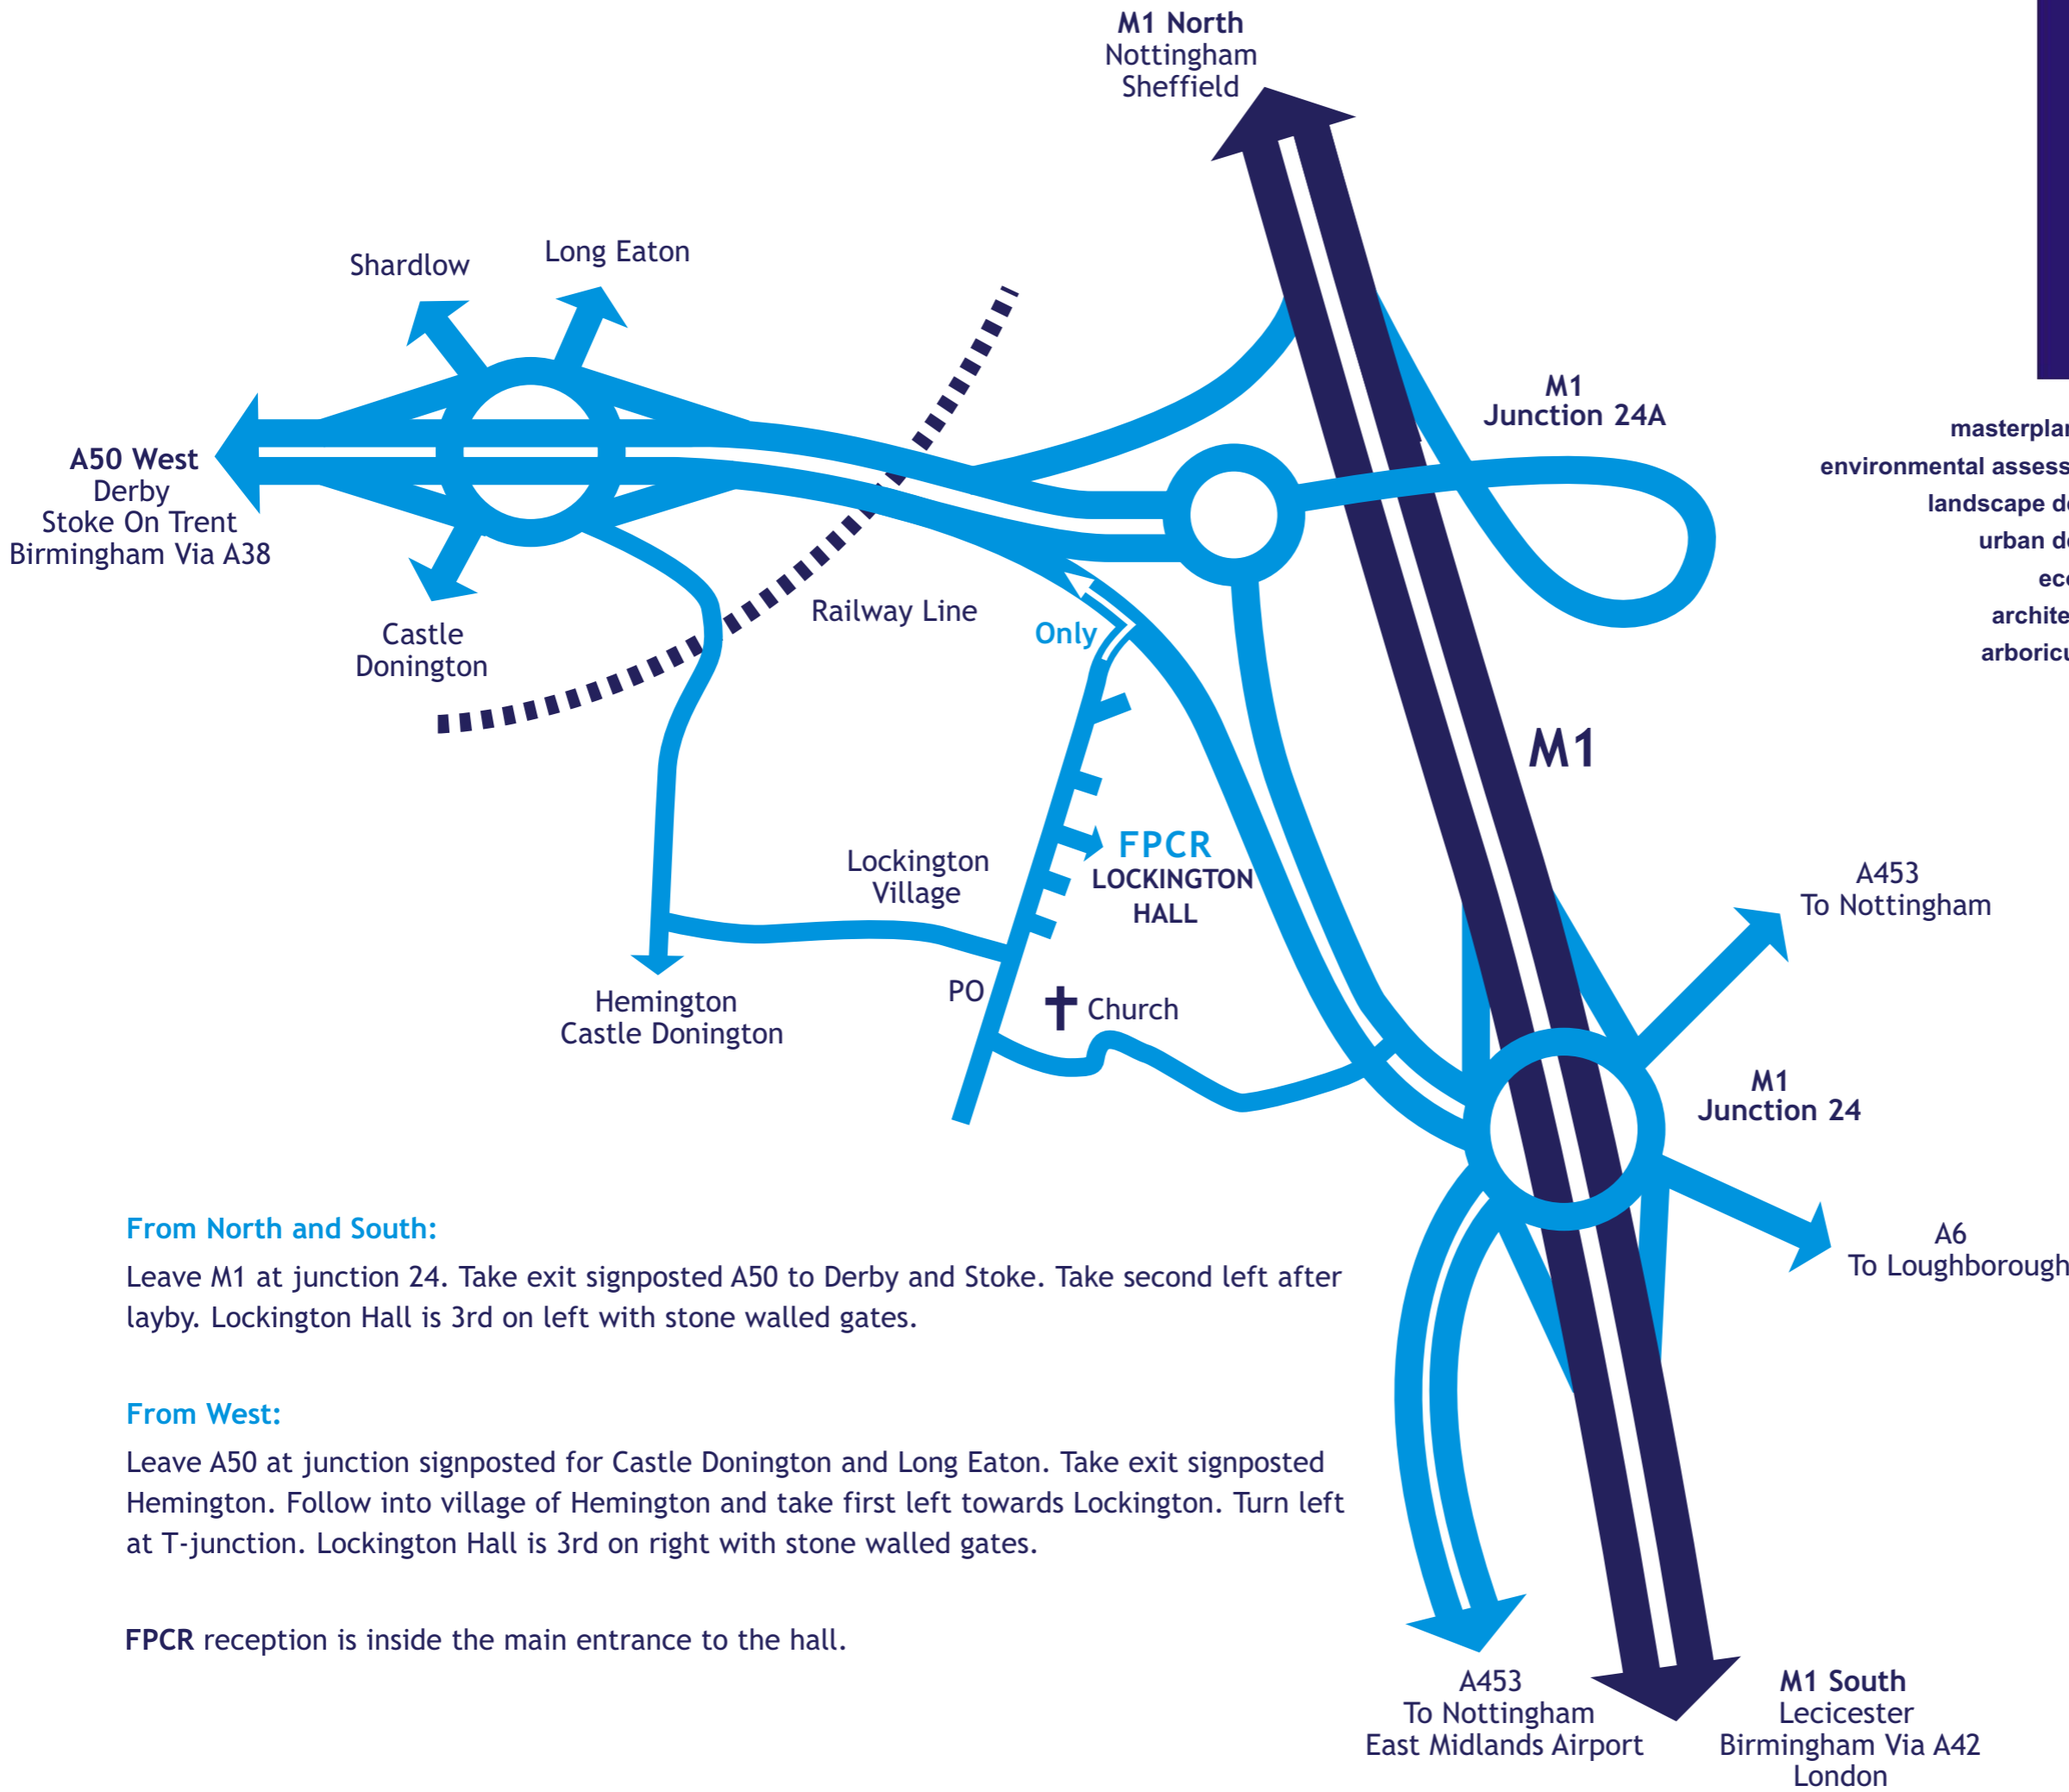 M1 North
Nottingham
Sheffield
Shardlow
Long Eaton
M1
Junction 24A
A50 West
Derby
Stoke On Trent
Birmingham Via A38
environmental
landscape
urban
Castle
Donington
Railway Line
Only
M1
FPCR
LOCKINGTON
HALL
Lockington
Village
A453
To Nottingham
Hemington
Castle Donington
PO
Church
M1
Junction 24
A6
To Loughborough
From North and South:
Leave M1 at junction 24. Take exit signposted A50 to Derby and Stoke. Take second left after
layby. Lockington Hall is 3rd on left with stone walled gates.
From West:
Leave A50 at junction signposted for Castle Donington and Long Eaton. Take exit signposted
Hemington. Follow into village of Hemington and take first left towards Lockington. Turn left
at T-junction. Lockington Hall is 3rd on right with stone walled gates.
FPCR reception is inside the main entrance to the hall.
A453
To Nottingham
East Midlands Airport
M1 South
Lecicester
Birmingham Via A42
London